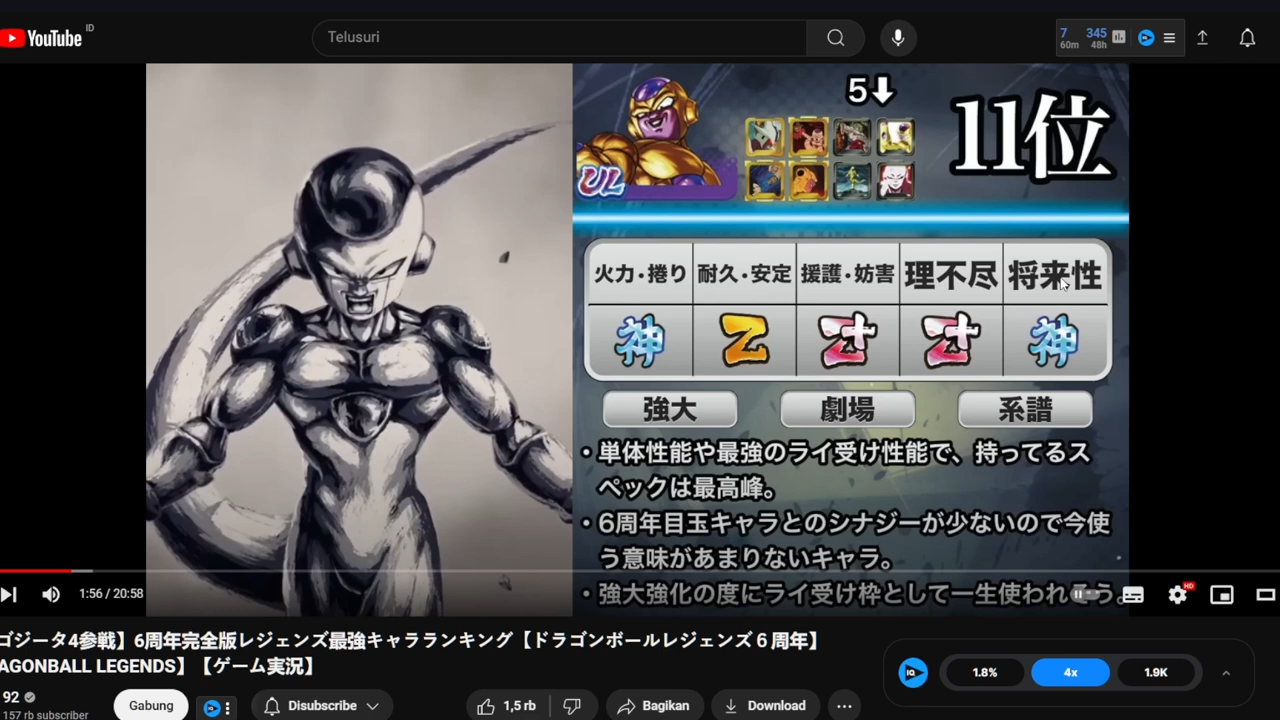 YouTube ID
Telusuri
7 345
60m 48h
5⬇
11位
UL
火力・捲り 耐久・安定 援護・妨害 理不尽 将来性
神 Z Z+ Z+ 神
強大 劇場 系譜
・単体性能や最強のライ受け性能で、持ってるス
ペックは最高峰。
・6周年目玉キャラとのシナジーが少ないので今使
う意味があまりないキャラ。
・強大強化の度にライ受け枠として一生使われそう。
1:56 / 20:58
HD
ゴジータ4参戦】6周年完全版レジェンズ最強キャラランキング【ドラゴンボールレジェンズ６周年】
AGONBALL LEGENDS】【ゲーム実況】
92
157 rb subscriber
Gabung
Disubscribe
1,5 rb
Bagikan
Download
IQ
1.8% 4x 1.9K